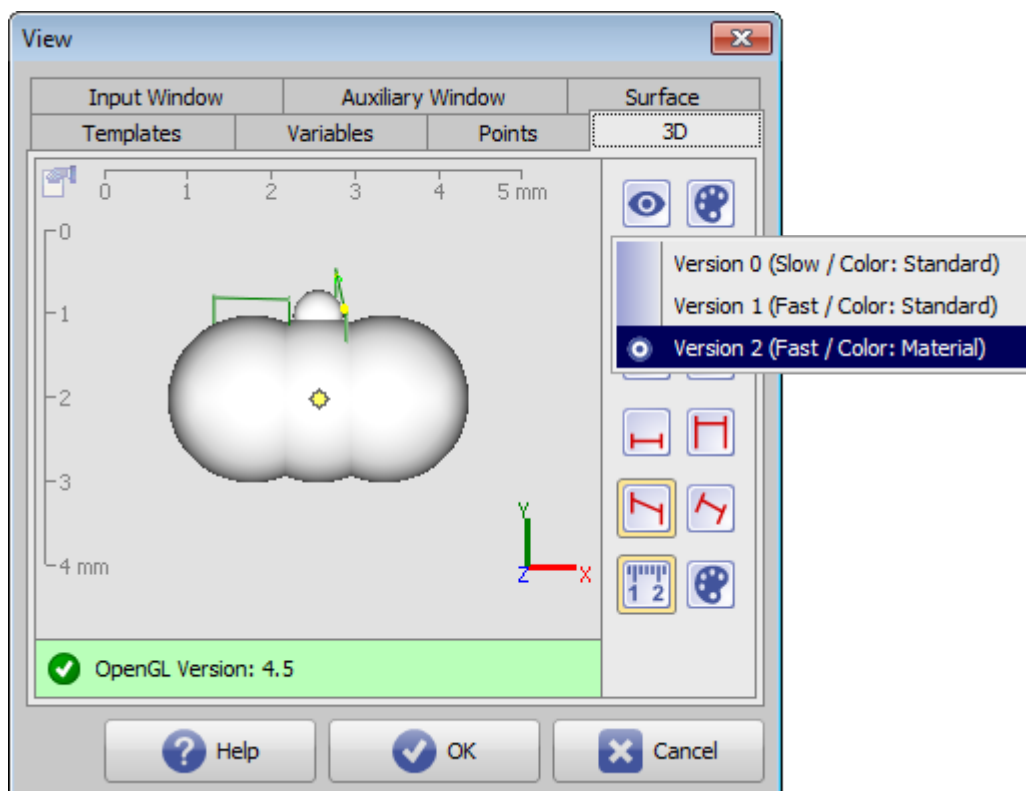 View
Input Window Auxiliary Window Surface
Templates Variables Points 3D
0 1 2 3 4 5 mm
0
Version 0 (Slow / Color: Standard)
Version 1 (Fast / Color: Standard)
1
Version 2 (Fast / Color: Material)
2
3
Y
4 mm
Z X
1 2
OpenGL Version: 4.5
? Help OK Cancel